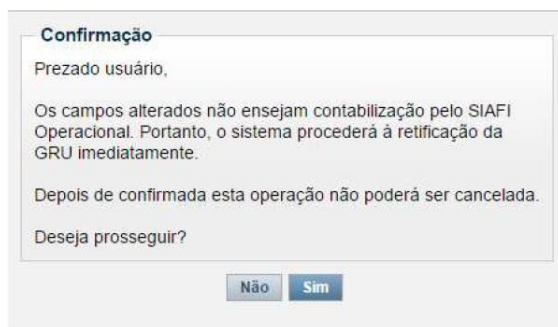 Confirmação
Prezado usuário,
Os campos alterados não ensejam contabilização pelo SIAFI
Operacional. Portanto, o sistema procederá à retificação da
GRU imediatamente.
Depois de confirmada esta operação não poderá ser cancelada.
Deseja prosseguir?
Não Sim